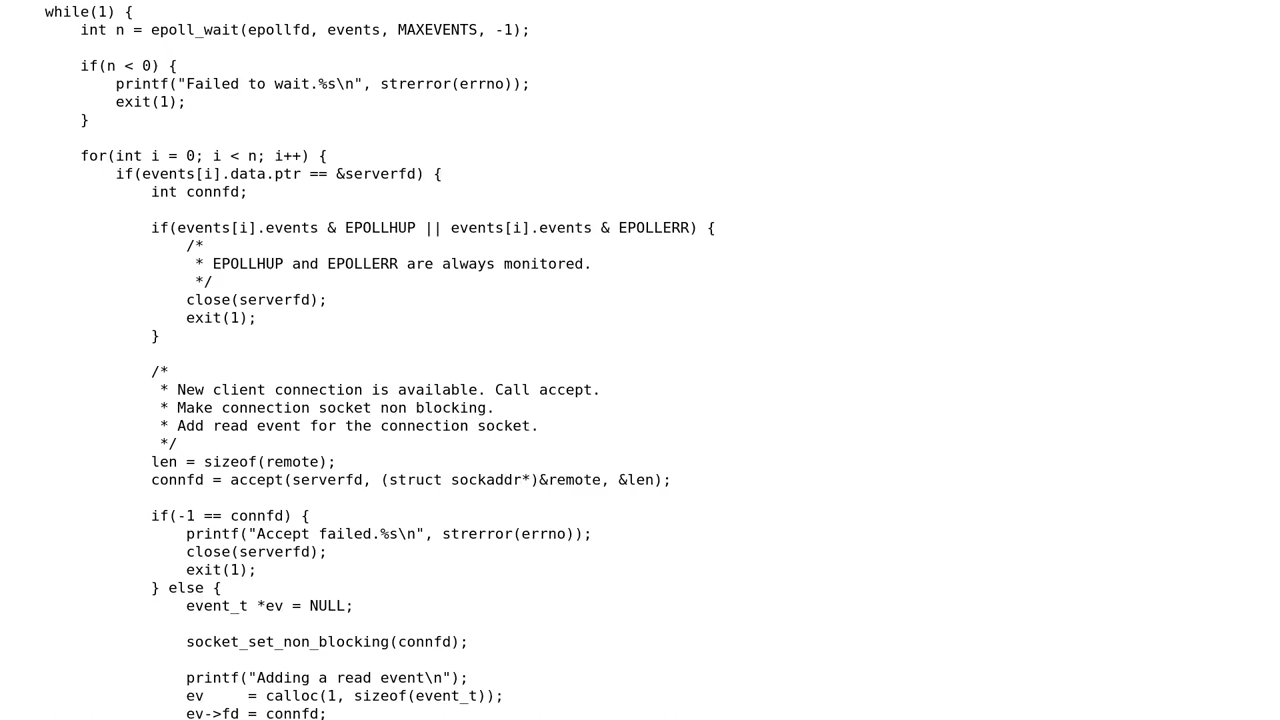 while(1) {
    int n = epoll_wait(epollfd, events, MAXEVENTS, -1);

    if(n < 0) {
        printf("Failed to wait.%s\n", strerror(errno));
        exit(1);
    }

    for(int i = 0; i < n; i++) {
        if(events[i].data.ptr == &serverfd) {
            int connfd;

            if(events[i].events & EPOLLHUP || events[i].events & EPOLLERR) {
                /*
                 * EPOLLHUP and EPOLLERR are always monitored.
                 */
                close(serverfd);
                exit(1);
            }

            /*
             * New client connection is available. Call accept.
             * Make connection socket non blocking.
             * Add read event for the connection socket.
             */
            len = sizeof(remote);
            connfd = accept(serverfd, (struct sockaddr*)&remote, &len);

            if(-1 == connfd) {
                printf("Accept failed.%s\n", strerror(errno));
                close(serverfd);
                exit(1);
            } else {
                event_t *ev = NULL;

                socket_set_non_blocking(connfd);

                printf("Adding a read event\n");
                ev     = calloc(1, sizeof(event_t));
                ev->fd = connfd;